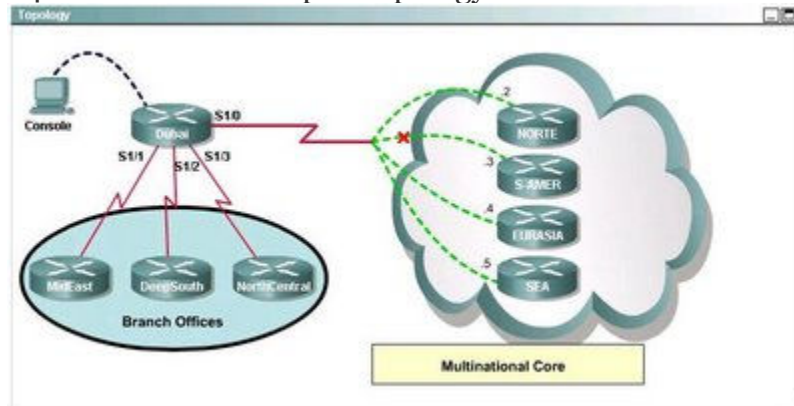 Topology
.2
NORTE
Console
Dubai
S1/0
S1/1
S1/2
S1/3
.3
S-AMER
.4
EURASIA
.5
SEA
MidEast
DeepSouth
NorthCentral
Branch Offices
Multinational Core